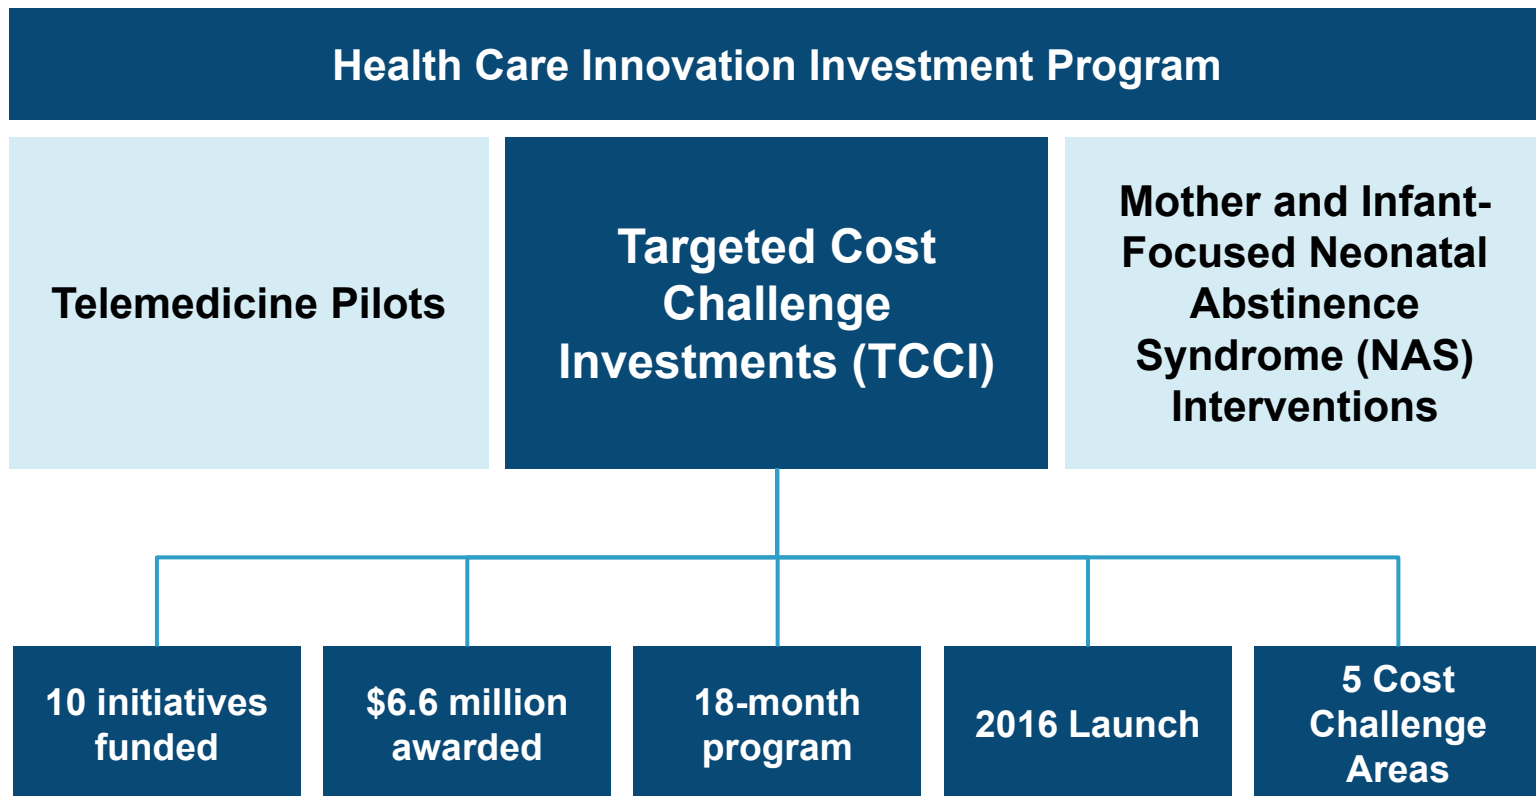 Health Care Innovation Investment Program
Telemedicine Pilots
Targeted Cost
Challenge
Investments (TCCI)
Mother and Infant-
Focused Neonatal
Abstinence
Syndrome (NAS)
Interventions
10 initiatives
funded
$6.6 million
awarded
18-month
program
2016 Launch
5 Cost
Challenge
Areas